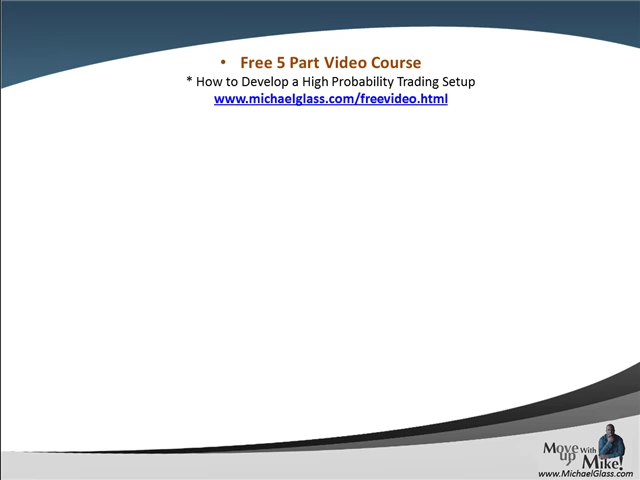 • Free 5 Part Video Course
* How to Develop a High Probability Trading Setup
www.michaelglass.com/freevideo.html
Move up With Mike!
www.MichaelGlass.com